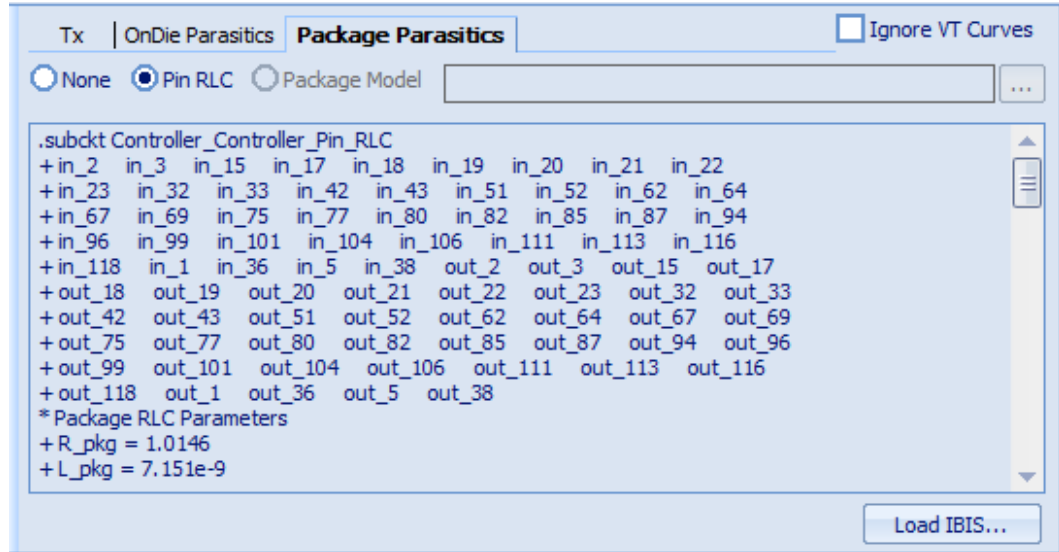 Tx OnDie Parasitics Package Parasitics Ignore VT Curves
None Pin RLC Package Model ...
.subckt Controller_Controller_Pin_RLC
+in_2 in_3 in_15 in_17 in_18 in_19 in_20 in_21 in_22
+in_23 in_32 in_33 in_42 in_43 in_51 in_52 in_62 in_64
+in_67 in_69 in_75 in_77 in_80 in_82 in_85 in_87 in_94
+in_96 in_99 in_101 in_104 in_106 in_111 in_113 in_116
+in_118 in_1 in_36 in_5 in_38 out_2 out_3 out_15 out_17
+out_18 out_19 out_20 out_21 out_22 out_23 out_32 out_33
+out_42 out_43 out_51 out_52 out_62 out_64 out_67 out_69
+out_75 out_77 out_80 out_82 out_85 out_87 out_94 out_96
+out_99 out_101 out_104 out_106 out_111 out_113 out_116
+out_118 out_1 out_36 out_5 out_38
*Package RLC Parameters
+R_pkg = 1.0146
+L_pkg = 7.151e-9
Load IBIS...